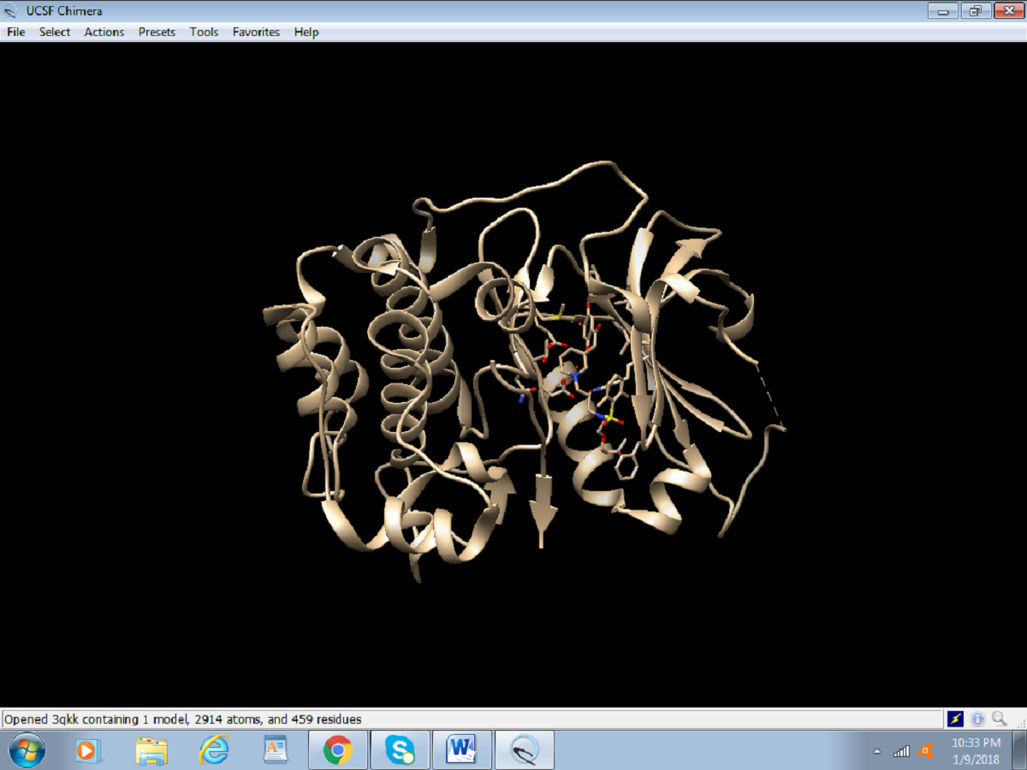 UCSF Chimera
File Select Actions Presets Tools Favorites Help
Opened 3qkk containing 1 model, 2914 atoms, and 459 residues
10:33 PM
1/9/2018